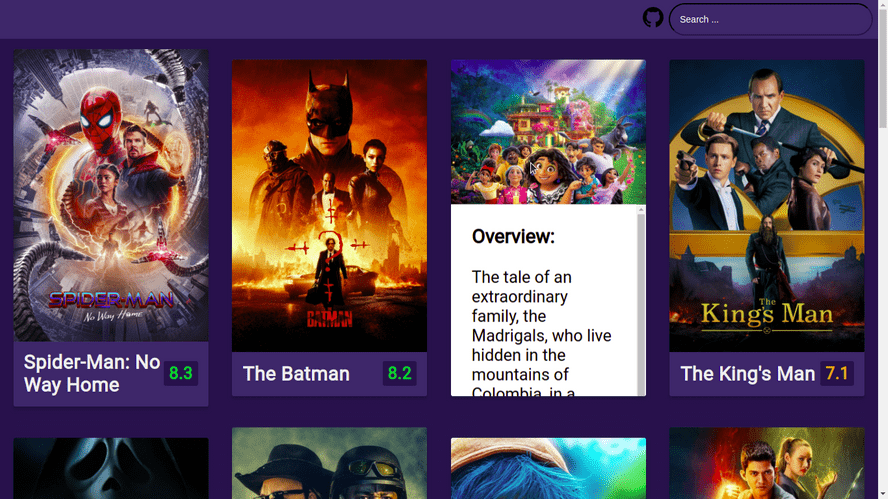 Search ...
SPIDER-MAN
No Way Home
THE
BATMAN
The
King's Man
Overview:
The tale of an
extraordinary
family, the
Madrigals, who live
hidden in the
mountains of
Colombia, in a
Spider-Man: No
Way Home
8.3
The Batman
8.2
The King's Man
7.1